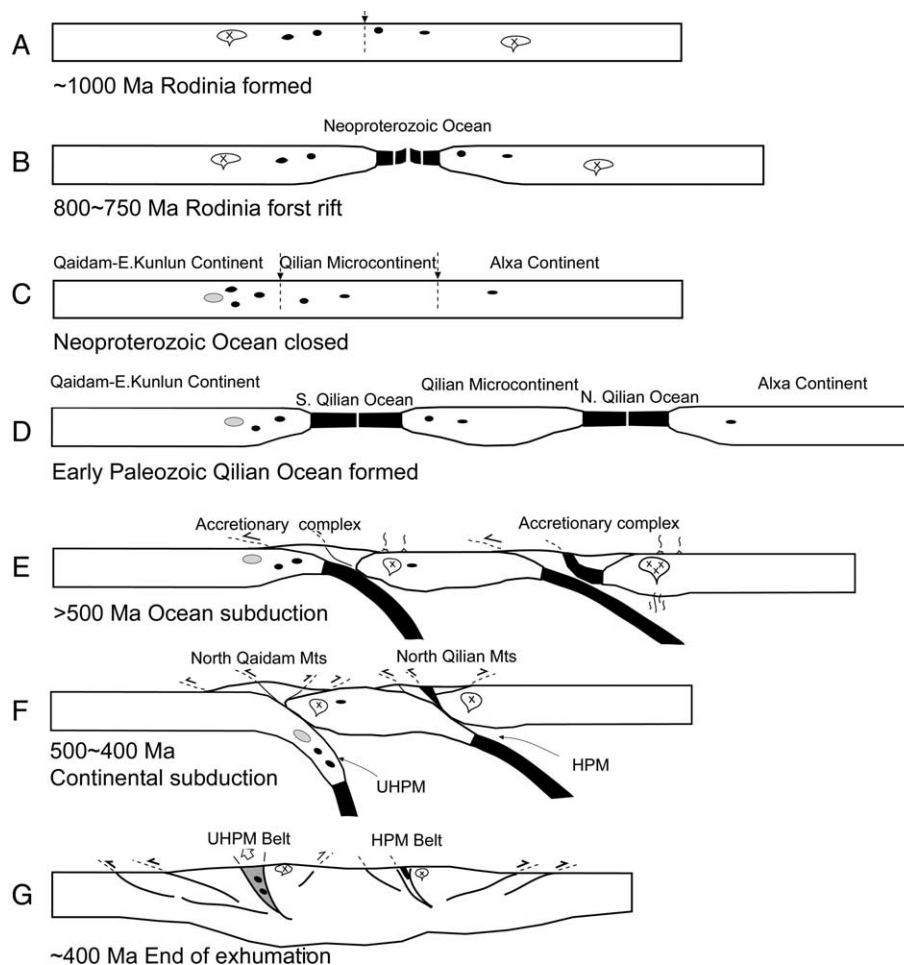 A
~1000 Ma Rodinia formed
Neoproterozoic Ocean
B
800~750 Ma Rodinia forst rift
Qaidam-E.Kunlun Continent Qilian Microcontinent Alxa Continent
C
Neoproterozoic Ocean closed
Qaidam-E.Kunlun Continent Qilian Microcontinent Alxa Continent
S. Qilian Ocean N. Qilian Ocean
D
Early Paleozoic Qilian Ocean formed
Accretionary complex Accretionary complex
E
>500 Ma Ocean subduction
North Qaidam Mts North Qilian Mts
F
500~400 Ma
Continental subduction
UHPM
HPM
UHPM Belt HPM Belt
G
~400 Ma End of exhumation